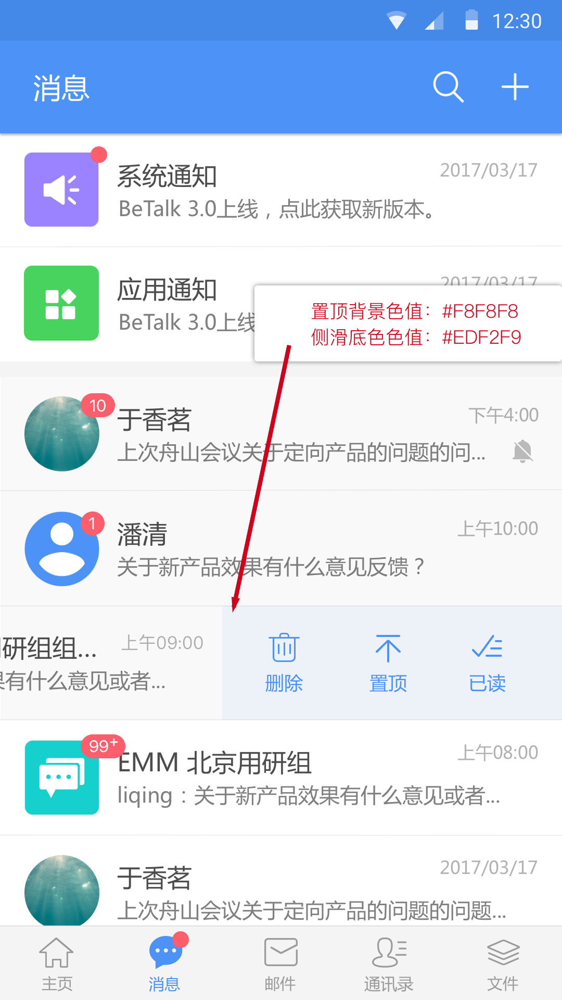 12:30
消息
系统通知
2017/03/17
BeTalk 3.0上线，点此获取新版本。
应用通知
2017/03/17
BeTalk 3.0上线
置顶背景色值：#F8F8F8
侧滑底色色值：#EDF2F9
10
于香茗
下午4:00
上次舟山会议关于定向产品的问题的问...
1
潘清
上午10:00
关于新产品效果有什么意见反馈？
研组组...
上午09:00
有什么意见或者...
删除
置顶
已读
99+
EMM 北京用研组
上午08:00
liqing：关于新产品效果有什么意见或者...
于香茗
2017/03/17
上次舟山会议关于定向产品的问题的问题...
主页
消息
邮件
通讯录
文件